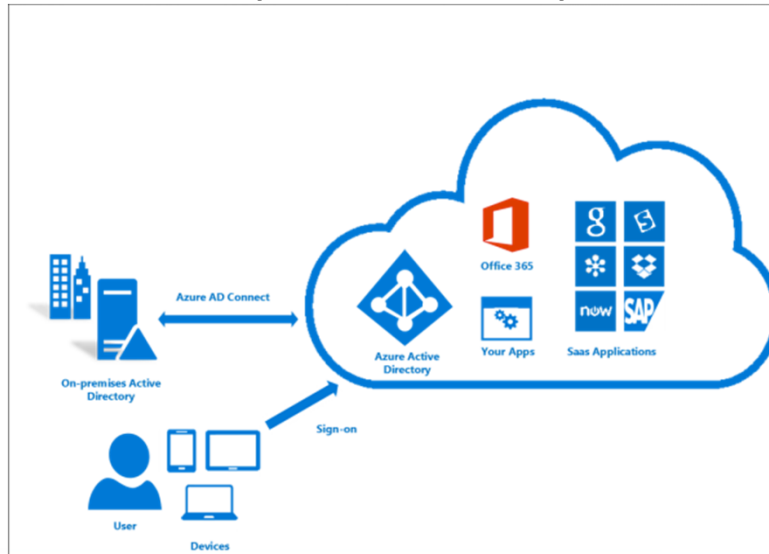 Office 365
Azure AD Connect
Azure Active
Directory
Your Apps
Saas Applications
now
SAP
g
On-premises Active
Directory
Sign-on
User
Devices